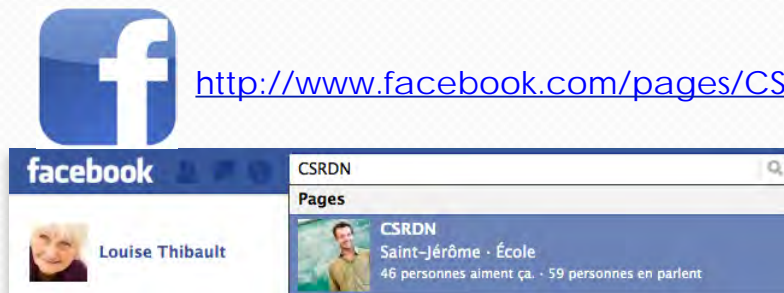 f
http://www.facebook.com/pages/CS
facebook
CSRDN
Pages
Louise Thibault
CSRDN
Saint-Jérôme · École
46 personnes aiment ça. · 59 personnes en parlent